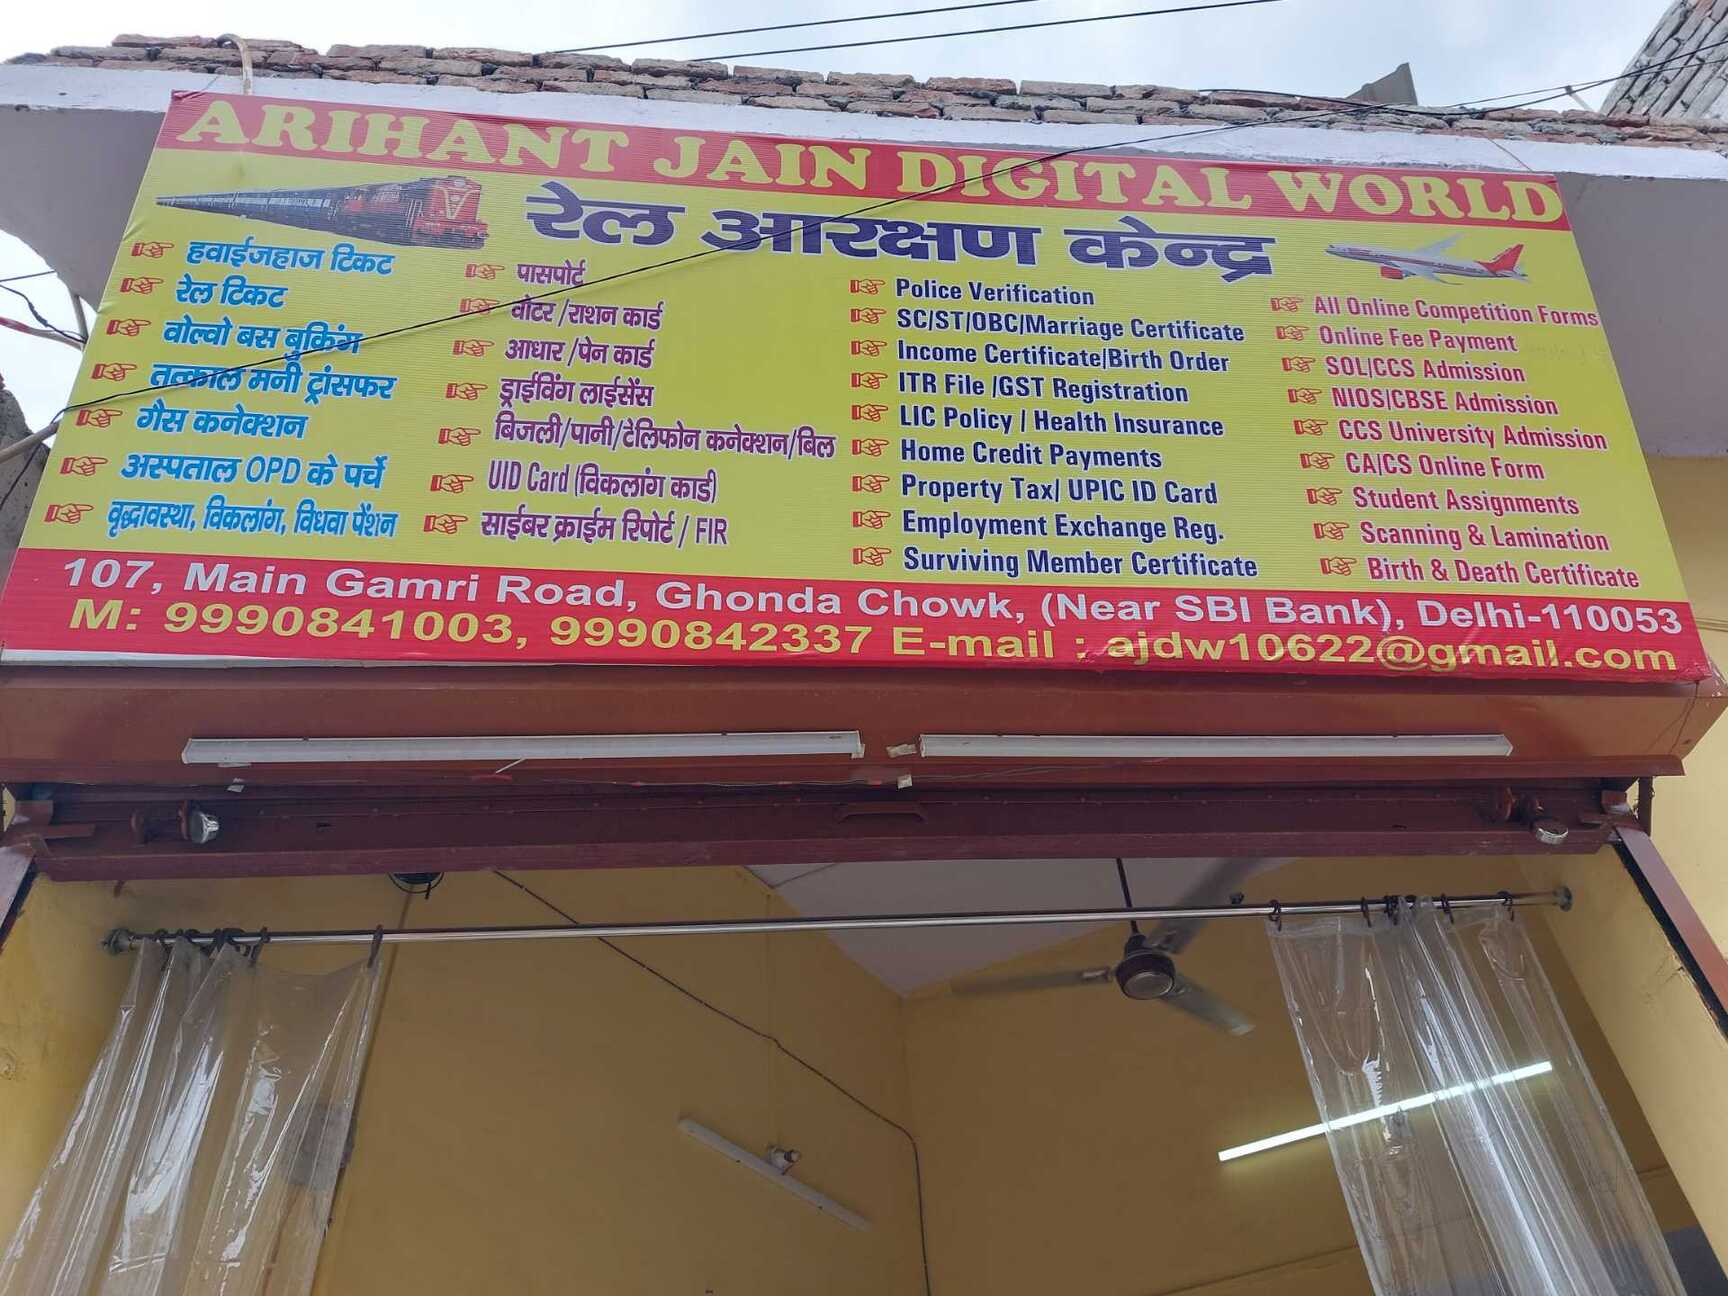 ARIHANT JAIN DIGITAL WORLD
रेल आरक्षण केन्द्र
हवाईजहाज टिकट
रेल टिकट
वोल्वो बस बुकिंग
तत्काल मनी ट्रांसफर
गैस कनेक्शन
अस्पताल OPD के पर्चे
वृद्धावस्था, विकलांग, विधवा पेंशन
पासपोर्ट
वोटर /राशन कार्ड
आधार /पेन कार्ड
ड्राईविंग लाईसेंस
बिजली/पानी/टेलिफोन कनेक्शन/बिल
UID Card (विकलांग कार्ड)
साईबर क्राईम रिपोर्ट / FIR
Police Verification
SC/ST/OBC/Marriage Certificate
Income Certificate/Birth Order
ITR File /GST Registration
LIC Policy / Health Insurance
Home Credit Payments
Property Tax/ UPIC ID Card
Employment Exchange Reg.
Surviving Member Certificate
All Online Competition Forms
Online Fee Payment
SOL/CCS Admission
NIOS/CBSE Admission
CCS University Admission
CA/CS Online Form
Student Assignments
Scanning & Lamination
Birth & Death Certificate
107, Main Gamri Road, Ghonda Chowk, (Near SBI Bank), Delhi-110053
M: 9990841003, 9990842337 E-mail : ajdw10622@gmail.com